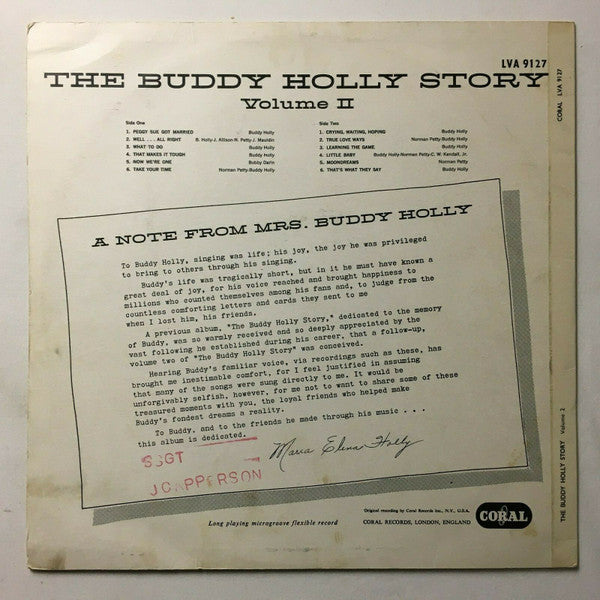 LVA 9127
THE BUDDY HOLLY STORY
Volume II
Side One
1. PEGGY SUE GOT MARRIED Buddy Holly
2. WELL . . . ALL RIGHT B. Holly-J. Allison-N. Petty-J. Mauldin
3. WHAT TO DO Buddy Holly
4. THAT MAKES IT TOUGH Buddy Holly
5. NOW WE'RE ONE Bobby Darin
6. TAKE YOUR TIME Norman Petty-Buddy Holly
Side Two
1. CRYING, WAITING, HOPING Buddy Holly
2. TRUE LOVE WAYS Norman Petty-Buddy Holly
3. LEARNING THE GAME Buddy Holly
4. LITTLE BABY Buddy Holly-Norman Petty-C. W. Kendall, Jr.
5. MOONDREAMS Norman Petty
6. THAT'S WHAT THEY SAY Buddy Holly
A NOTE FROM MRS. BUDDY HOLLY
To Buddy Holly, singing was life; his joy, the joy he was privileged
to bring to others through his singing.
Buddy's life was tragically short, but in it he must have known a
great deal of joy, for his voice reached and brought happiness to
millions who counted themselves among his fans and, to judge from the
countless comforting letters and cards they sent to me
when I lost him, his friends.
A previous album, "The Buddy Holly Story," dedicated to the memory
of Buddy, was so warmly received and so deeply appreciated by the
vast following he established during his career, that a follow-up,
volume two of "The Buddy Holly Story" was conceived.
Hearing Buddy's familiar voice, via recordings such as these, has
brought me inestimable comfort, for I feel justified in assuming
that many of the songs were sung directly to me. It would be
unforgivably selfish, however, for me not to want to share some of these
treasured moments with you, the loyal friends who helped make
Buddy's fondest dreams a reality.
To Buddy, and to the friends he made through his music . . .
this album is dedicated.
Maria Elena Holly
SSGT
J C APPERSON
Long playing microgroove flexible record
Original recording by Coral Records Inc., N.Y., U.S.A.
CORAL RECORDS, LONDON, ENGLAND
CORAL
CORAL LVA 9127
THE BUDDY HOLLY STORY Volume 2